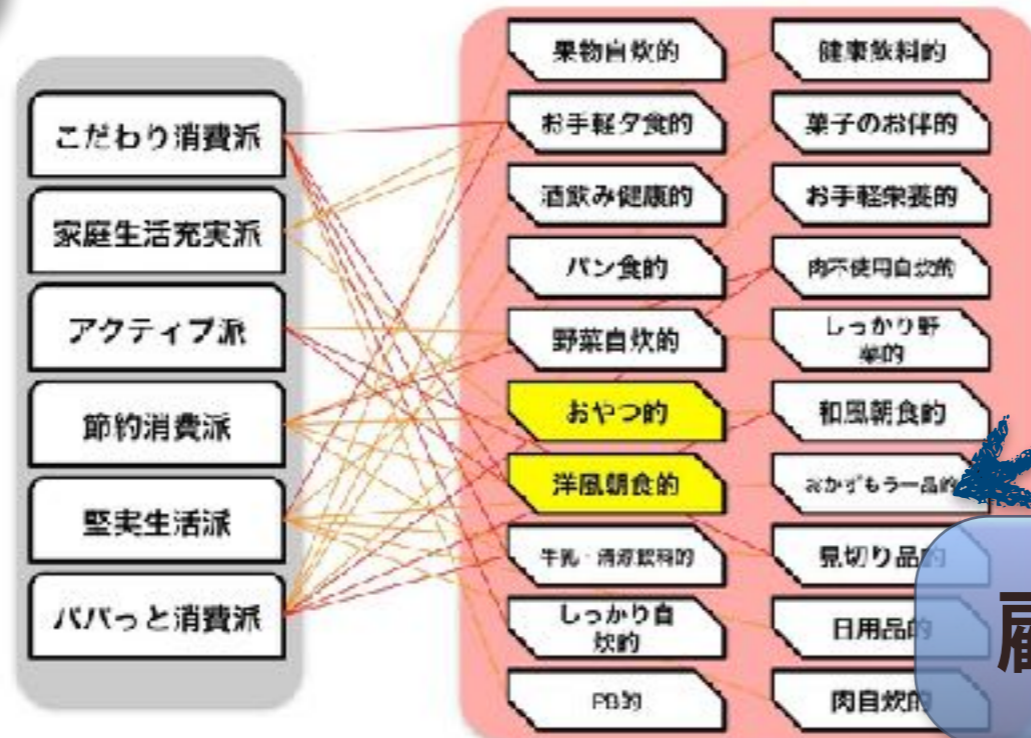 こだわり消費派
家庭生活充実派
アクティブ派
節約消費派
堅実生活派
パパっと消費派
果物自炊的
お手軽夕食的
酒飲み健康的
パン食的
野菜自炊的
おやつ的
洋風朝食的
牛乳・清涼飲料的
しっかり自
炊的
PB的
健康飲料的
菓子のお伴的
お手軽栄養的
肉不使用自炊的
しっかり野
菜的
和風朝食的
おかずもう一品的
見切り品的
日用品的
肉自炊的
顧